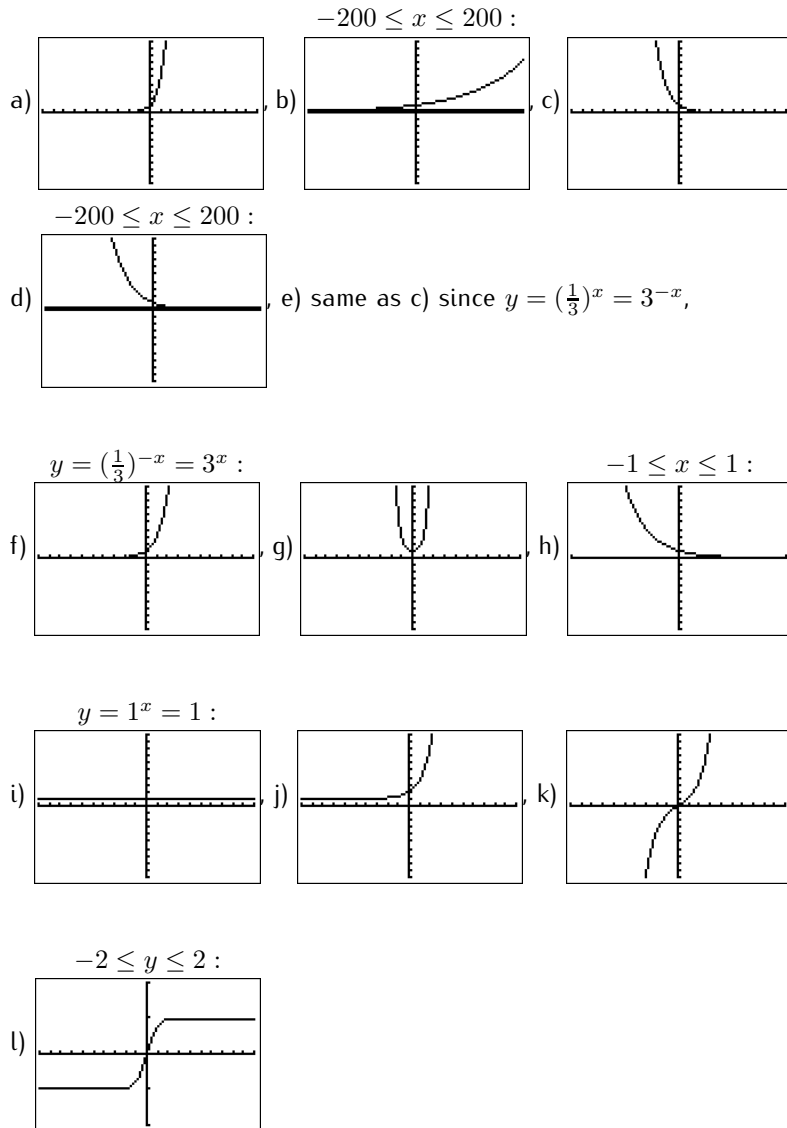 −200 ≤ x ≤ 200 :
a) , b) , c)
−200 ≤ x ≤ 200 :
d) , e) same as c) since y = (1/3)^x = 3^{−x},
y = (1/3)^{−x} = 3^x : −1 ≤ x ≤ 1 :
f) , g) , h)
y = 1^x = 1 :
i) , j) , k)
−2 ≤ y ≤ 2 :
l)